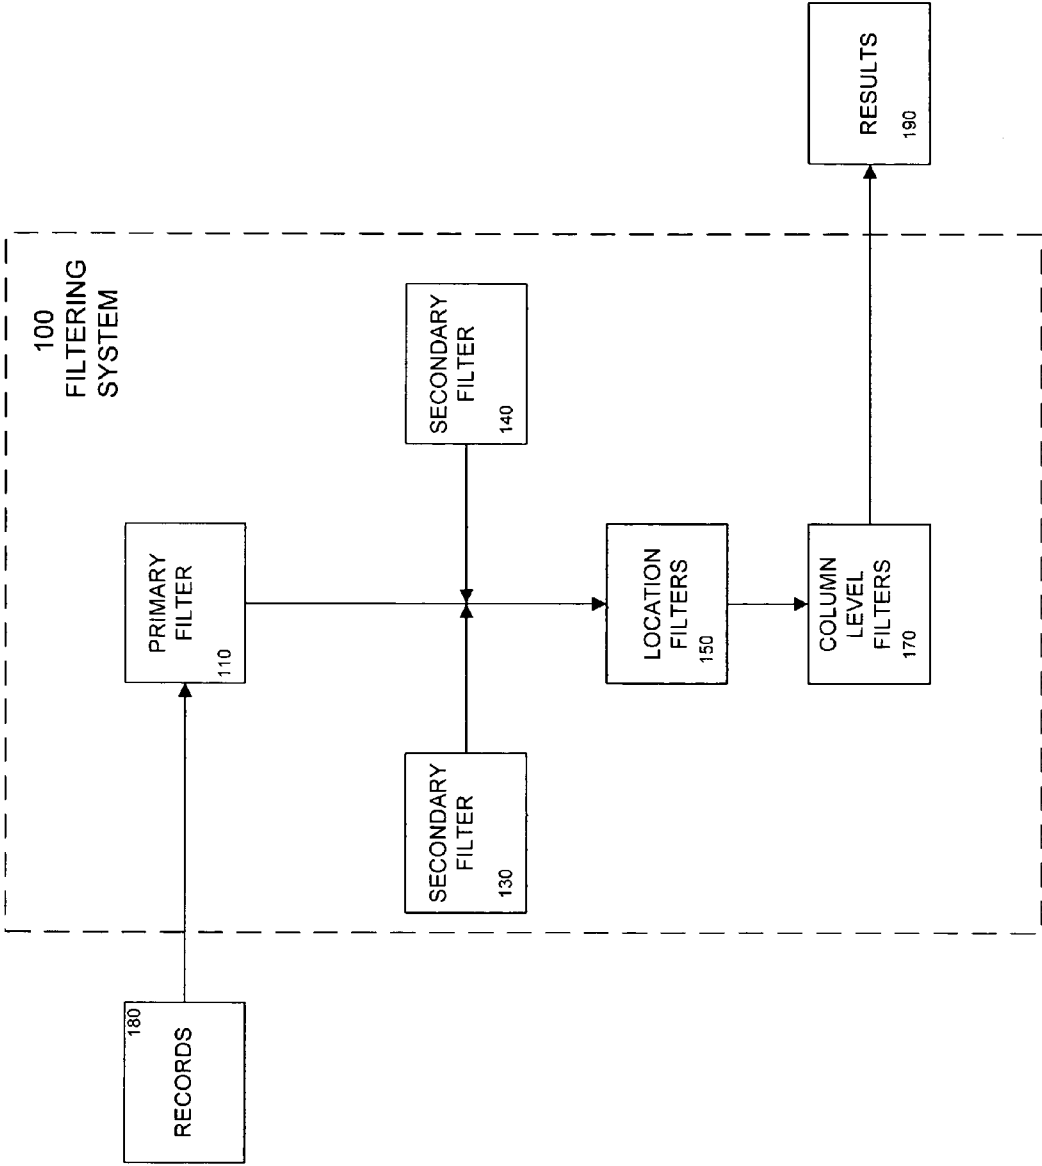 100
FILTERING
SYSTEM
180
RECORDS
PRIMARY
FILTER
110
SECONDARY
FILTER
130
SECONDARY
FILTER
140
LOCATION
FILTERS
150
COLUMN
LEVEL
FILTERS
170
RESULTS
190